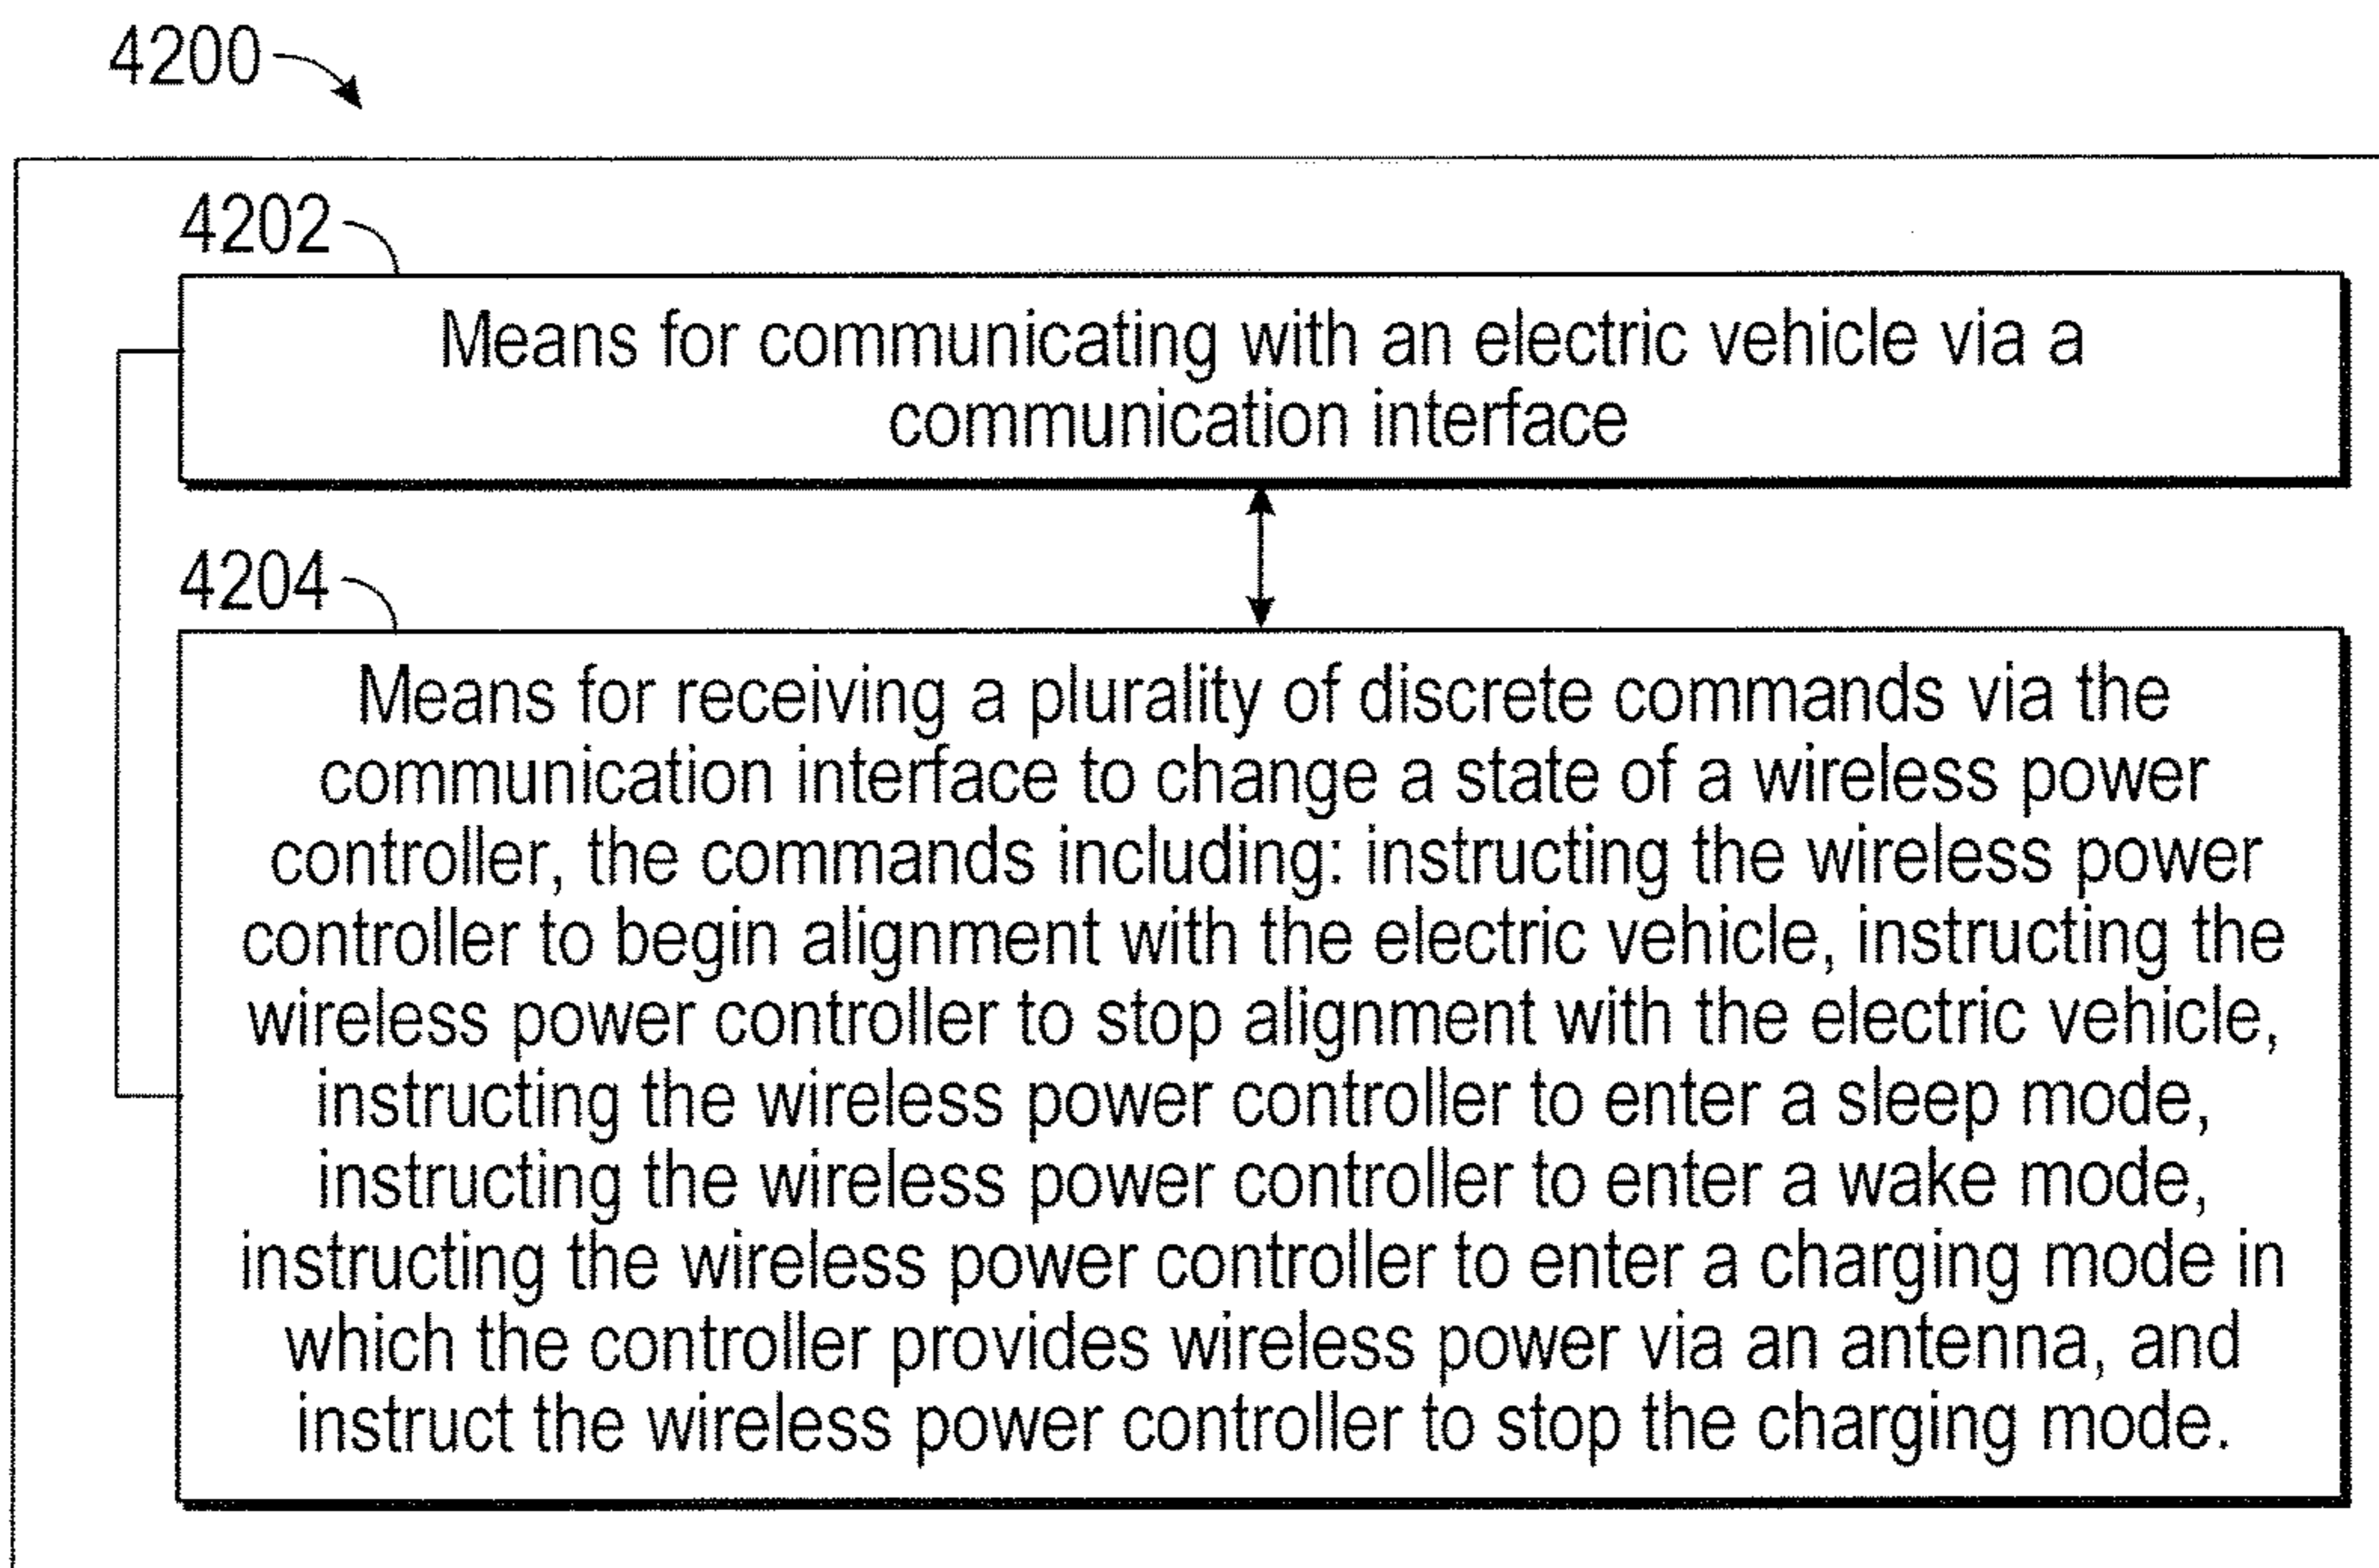 4200
4202
Means for communicating with an electric vehicle via a
communication interface
4204
Means for receiving a plurality of discrete commands via the
communication interface to change a state of a wireless power
controller, the commands including: instructing the wireless power
controller to begin alignment with the electric vehicle, instructing the
wireless power controller to stop alignment with the electric vehicle,
instructing the wireless power controller to enter a sleep mode,
instructing the wireless power controller to enter a wake mode,
instructing the wireless power controller to enter a charging mode in
which the controller provides wireless power via an antenna, and
instruct the wireless power controller to stop the charging mode.